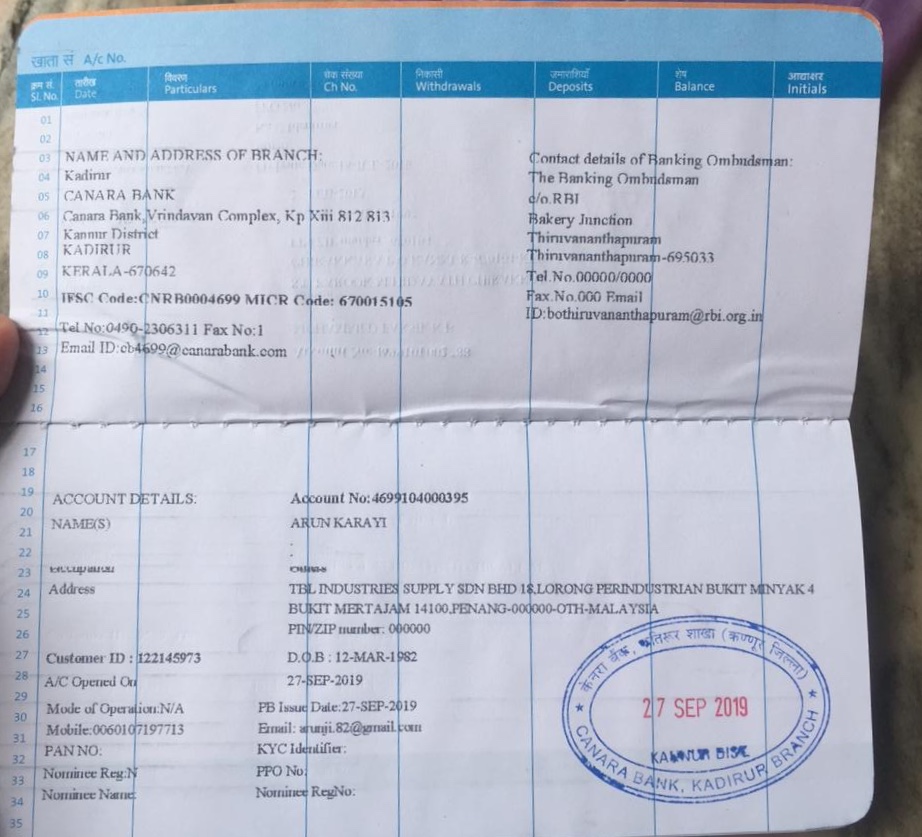 खाता सं A/c No.
क्रम सं. तारीख विवरण चेक संख्या निकासी जमाराशियाँ शेष आद्याक्षर
Sl. No. Date Particulars Ch No. Withdrawals Deposits Balance Initials
01
02
03 NAME AND ADDRESS OF BRANCH: Contact details of Banking Ombudsman:
04 Kadirur The Banking Ombudsman
05 CANARA BANK c/o.RBI
06 Canara Bank,Vrindavan Complex, Kp Xiii 812 813 Bakery Junction
07 Kannur District Thiruvananthapuram
08 KADIRUR Thiruvananthapuram-695033
09 KERALA-670642 Tel.No.00000/0000
10 IFSC Code:CNRB0004699 MICR Code: 670015105 Fax.No.000 Email
11 ID:bothiruvananthapuram@rbi.org.in
12 Tel No:0490-2306311 Fax No:1
13 Email ID:cb4699@canarabank.com
14
15
16
17
18
19 ACCOUNT DETAILS: Account No:4699104000395
20
21 NAME(S) ARUN KARAYI
22 :
23 Occupation
24 Address TBL INDUSTRIES SUPPLY SDN BHD 18,LORONG PERINDUSTRIAN BUKIT MINYAK 4
25 BUKIT MERTAJAM 14100,PENANG-000000-OTH-MALAYSIA
26 PIN/ZIP number: 000000
27 Customer ID : 122145973 D.O.B : 12-MAR-1982
28 A/C Opened On 27-SEP-2019
29 Mode of Operation:N/A PB Issue Date:27-SEP-2019
30 Mobile:0060107197713 Email: arunji.82@gmail.com
31 PAN NO: KYC Identifier:
32
33 Nominee Reg:N PPO No:
34 Nominee Name: Nominee RegNo:
35
केनरा बैंक, कतिरूर शाखा (कण्णूर जिल्ला)
27 SEP 2019
KANNUR DIST.
CANARA BANK, KADIRUR BRANCH